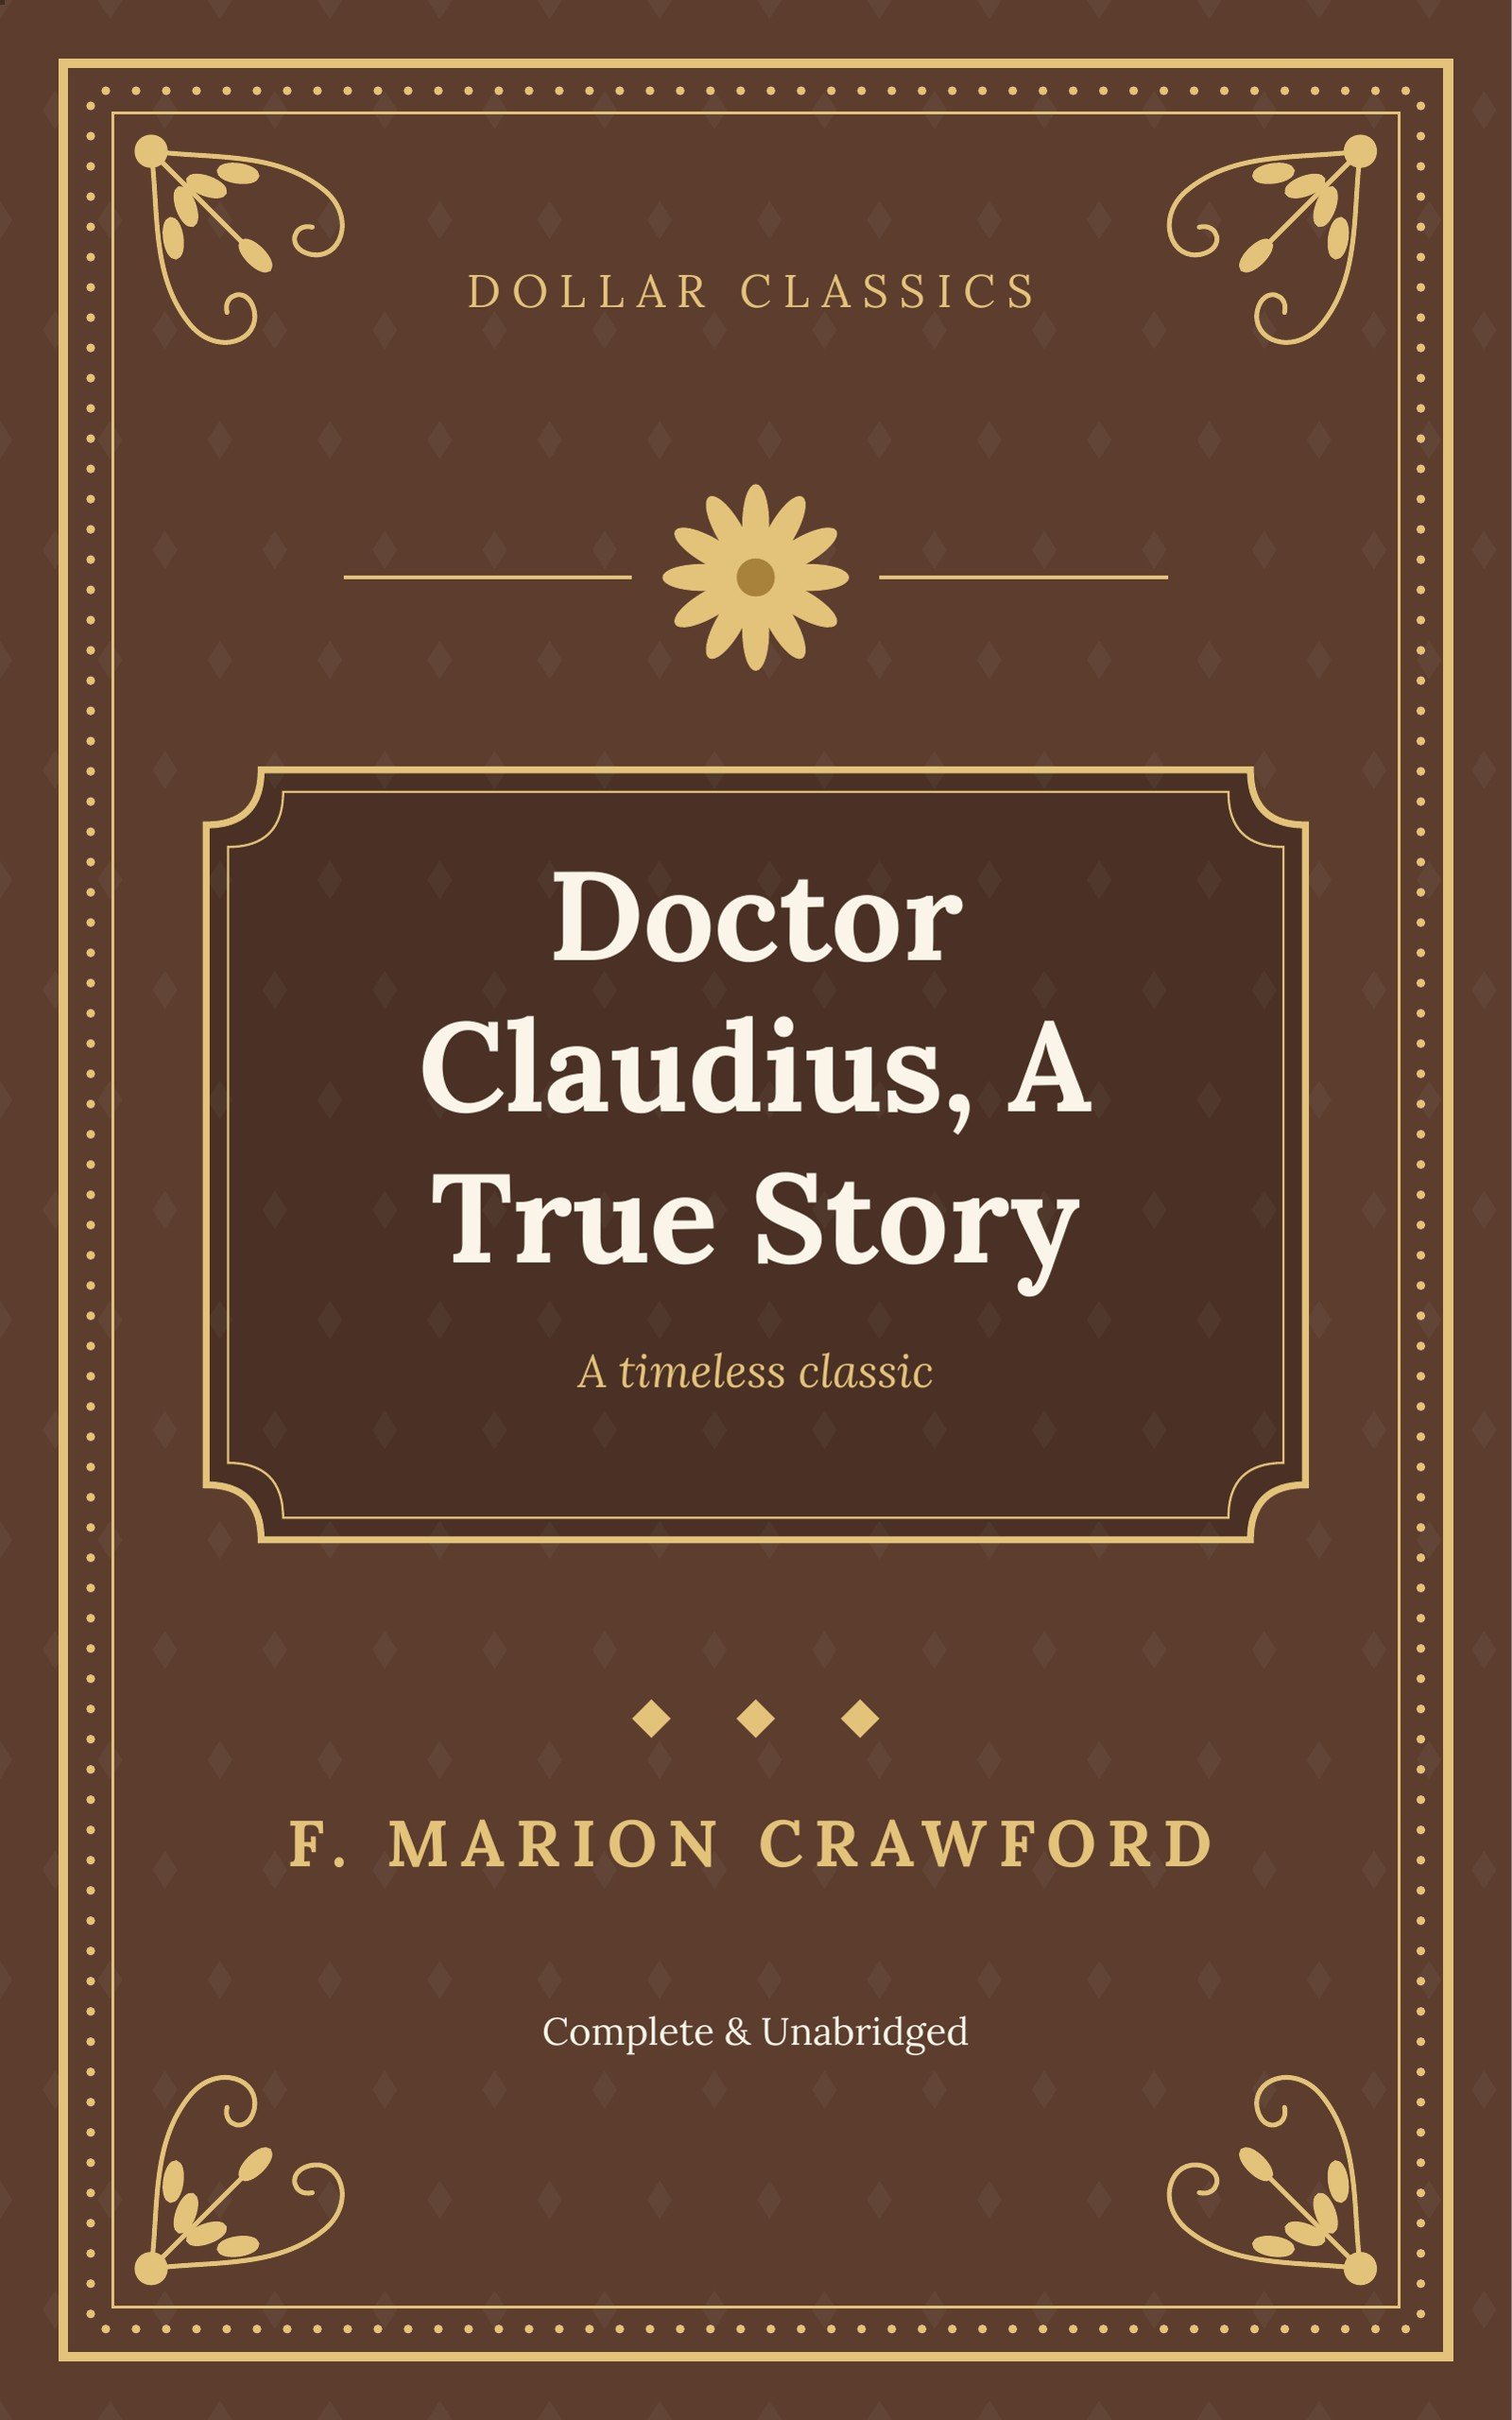 DOLLAR CLASSICS
Doctor
Claudius, A
True Story
A timeless classic
F. MARION CRAWFORD
Complete & Unabridged